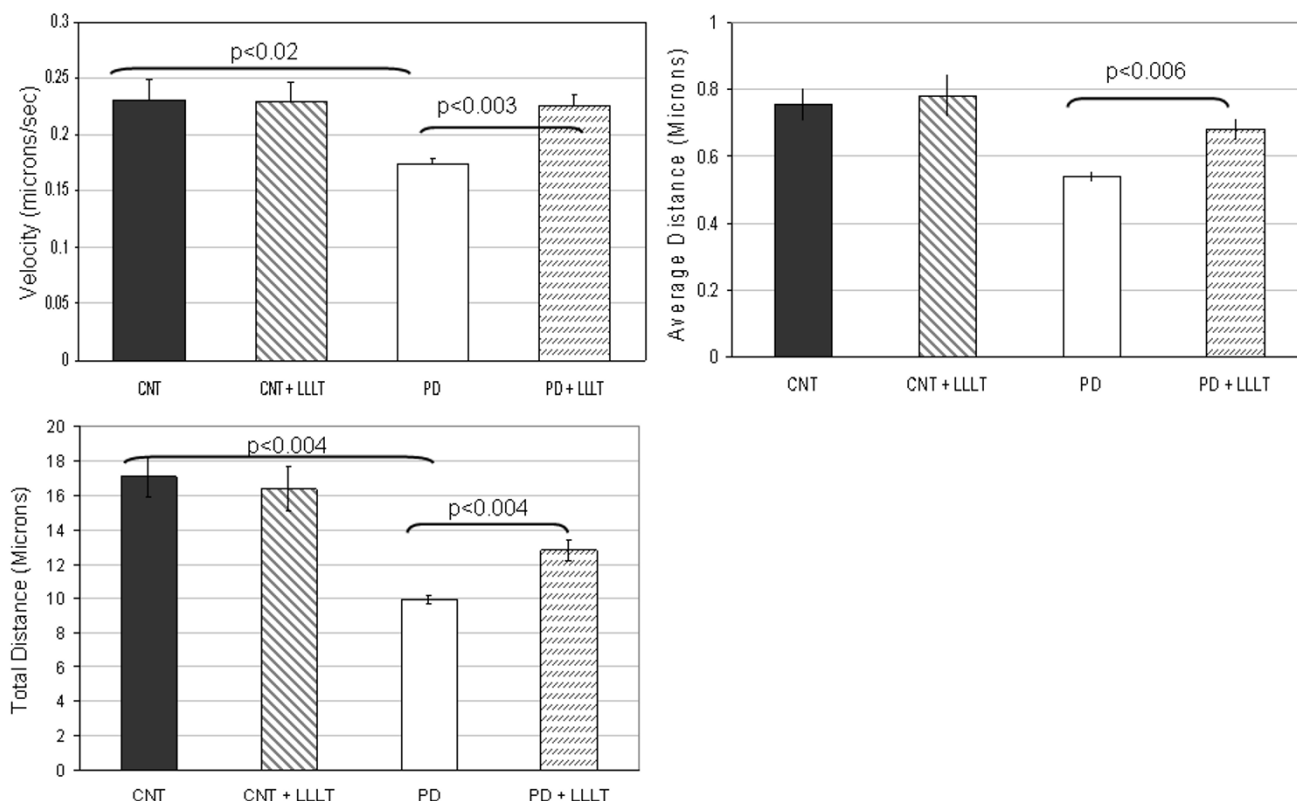 Velocity (microns/sec)
0.3
0.25
0.2
0.15
0.1
0.05
0
p<0.02
p<0.003
CNT
CNT + LLLT
PD
PD + LLLT
Average Distance (Microns)
1
0.8
0.6
0.4
0.2
0
p<0.006
CNT
CNT + LLLT
PD
PD + LLLT
Total Distance (Microns)
20
18
16
14
12
10
8
6
4
2
0
p<0.004
p<0.004
CNT
CNT + LLLT
PD
PD + LLLT